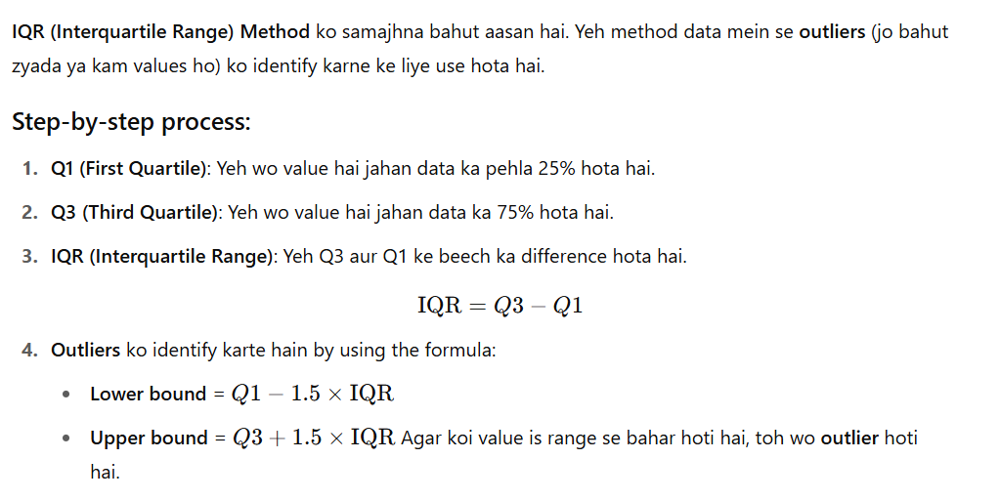 IQR (Interquartile Range) Method ko samajhna bahut aasan hai. Yeh method data mein se outliers (jo bahut
zyada ya kam values ho) ko identify karne ke liye use hota hai.
Step-by-step process:
1. Q1 (First Quartile): Yeh wo value hai jahan data ka pehla 25% hota hai.
2. Q3 (Third Quartile): Yeh wo value hai jahan data ka 75% hota hai.
3. IQR (Interquartile Range): Yeh Q3 aur Q1 ke beech ka difference hota hai.
IQR = Q3 − Q1
4. Outliers ko identify karte hain by using the formula:
• Lower bound = Q1 − 1.5 × IQR
• Upper bound = Q3 + 1.5 × IQR Agar koi value is range se bahar hoti hai, toh wo outlier hoti
hai.